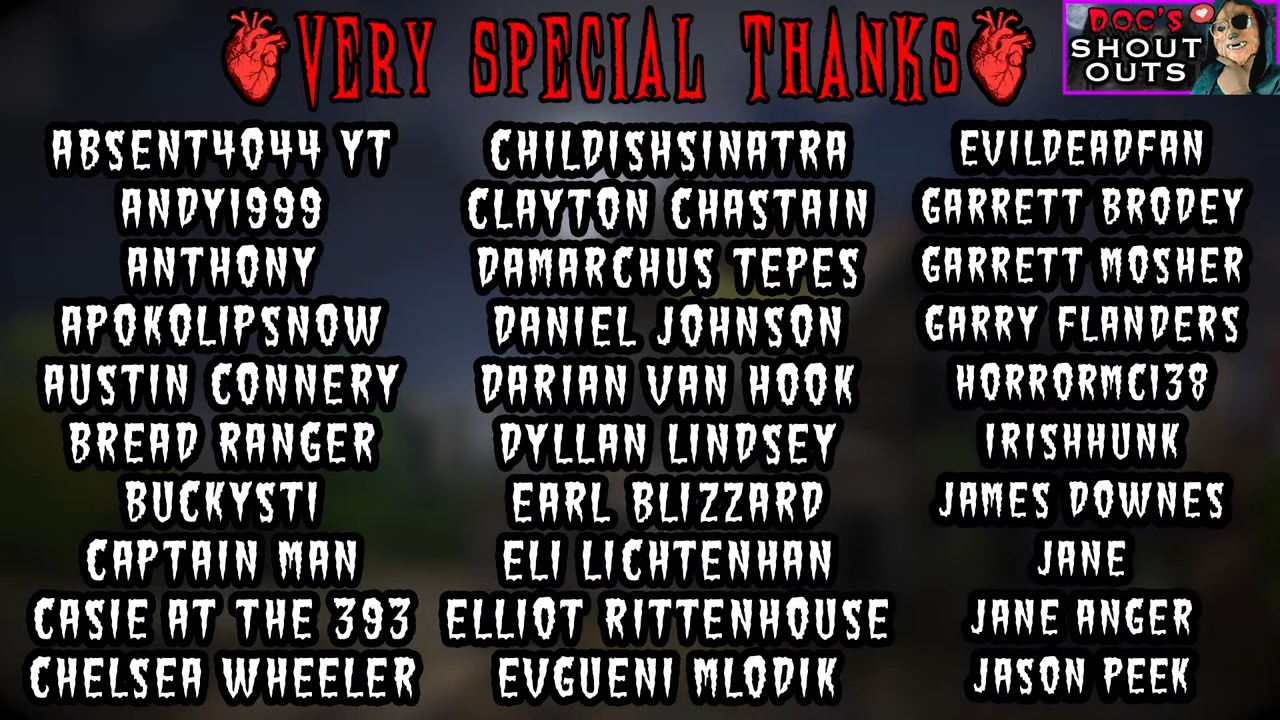 VERY SPECIAL THANKS
DOC'S
SHOUT
OUTS
ABSENT4044 YT
ANDY1999
ANTHONY
APOKOLIPSNOW
AUSTIN CONNERY
BREAD RANGER
BUCKYSTI
CAPTAIN MAN
CASIE AT THE 393
CHELSEA WHEELER
CHILDISHSINATRA
CLAYTON CHASTAIN
DAMARCHUS TEPES
DANIEL JOHNSON
DARIAN VAN HOOK
DYLLAN LINDSEY
EARL BLIZZARD
ELI LICHTENHAN
ELLIOT RITTENHOUSE
EVGUENI MLODIK
EVILDEADFAN
GARRETT BRODEY
GARRETT MOSHER
GARRY FLANDERS
HORRORMC138
IRISHHUNK
JAMES DOWNES
JANE
JANE ANGER
JASON PEEK